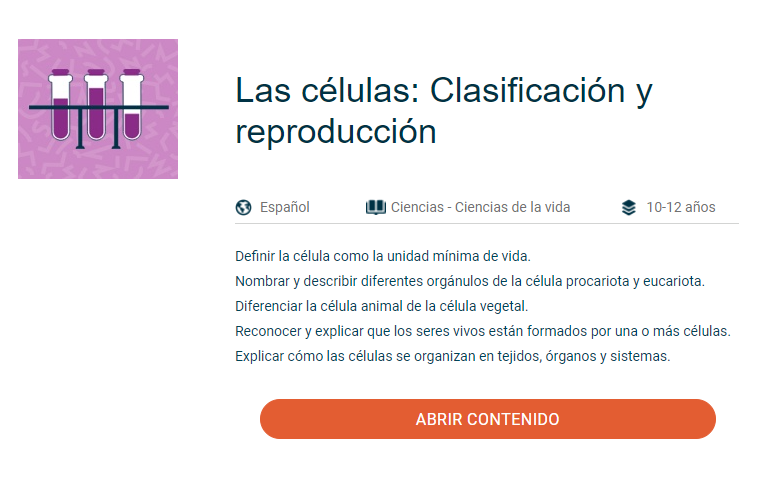 Las células: Clasificación y
reproducción
Español
Ciencias - Ciencias de la vida
10-12 años
Definir la célula como la unidad mínima de vida.
Nombrar y describir diferentes orgánulos de la célula procariota y eucariota.
Diferenciar la célula animal de la célula vegetal.
Reconocer y explicar que los seres vivos están formados por una o más células.
Explicar cómo las células se organizan en tejidos, órganos y sistemas.
ABRIR CONTENIDO